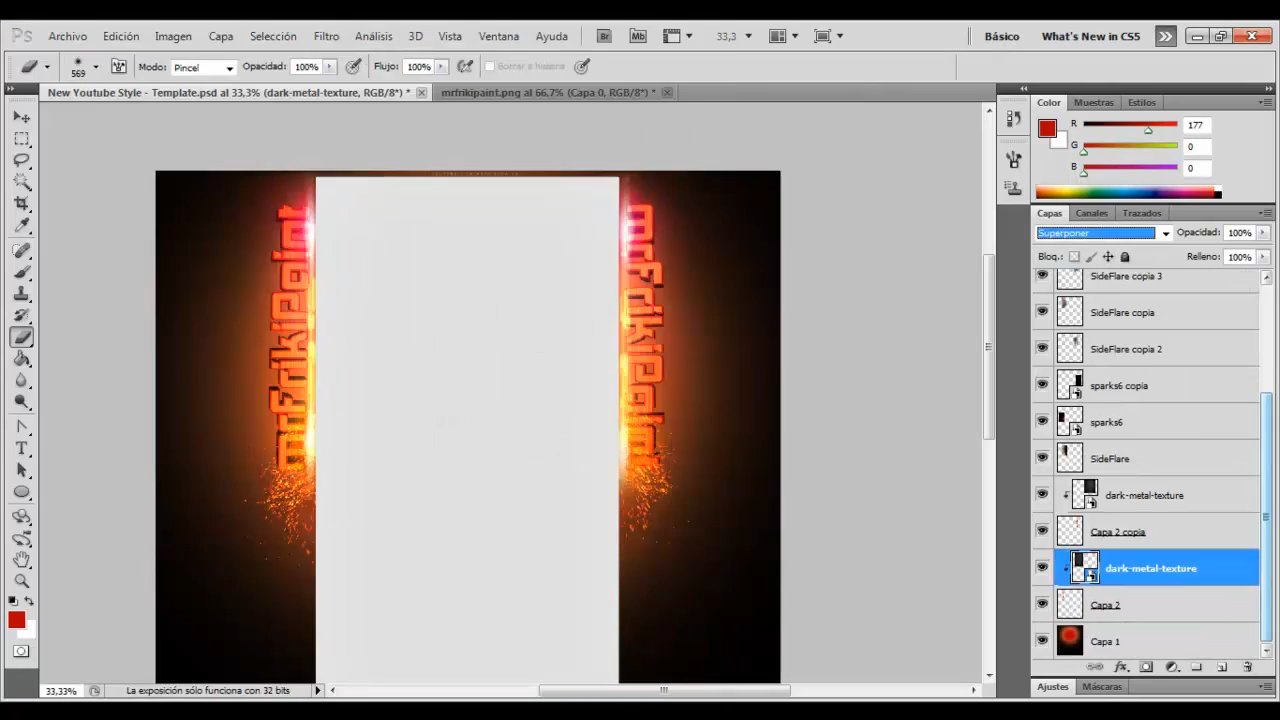 Ps Archivo Edición Imagen Capa Selección Filtro Análisis 3D Vista Ventana Ayuda Br Mb 33,3 Básico What's New in CS5
569 Modo: Pincel Opacidad: 100% Flujo: 100% Borrar a historia
New Youtube Style - Template.psd al 33,3% (dark-metal-texture, RGB/8*) * mrfrikipaint.png al 66,7% (Capa 0, RGB/8*) *
Color Muestras Estilos
R 177
G 0
B 0
Capas Canales Trazados
Superponer Opacidad: 100%
Bloq.: Relleno: 100%
SideFlare copia 3
SideFlare copia
SideFlare copia 2
sparks6 copia
sparks6
SideFlare
dark-metal-texture
Capa 2 copia
dark-metal-texture
Capa 2
Capa 1
mrFrikiPaint
mrFrikiPaint
33,33% La exposición sólo funciona con 32 bits
Ajustes Máscaras